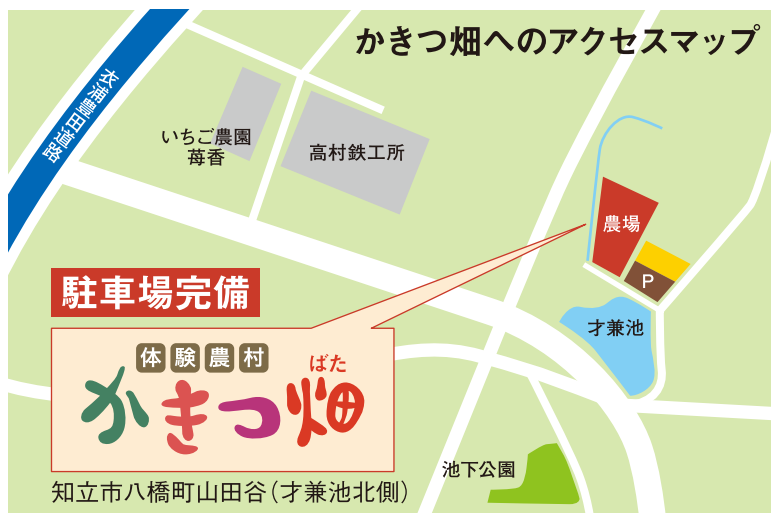 かきつ畑へのアクセスマップ
衣浦豊田道路
いちご農園
苺香
高村鉄工所
農場
P
才兼池
駐車場完備
体験農村
ばた
かきつ畑
池下公園
知立市八橋町山田谷（才兼池北側）